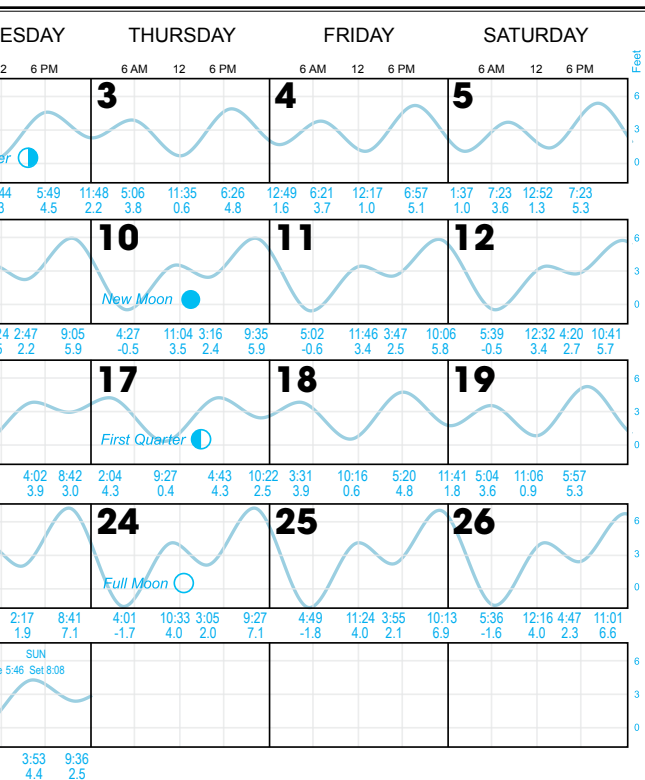 ESDAY THURSDAY FRIDAY SATURDAY
2 6 PM 6 AM 12 6 PM 6 AM 12 6 PM 6 AM 12 6 PM Feet
3 4 5 6
3
er 0
44 5:49 11:48 5:06 11:35 6:26 12:49 6:21 12:17 6:57 1:37 7:23 12:52 7:23
3 4.5 2.2 3.8 0.6 4.8 1.6 3.7 1.0 5.1 1.0 3.6 1.3 5.3
10 11 12 6
3
New Moon 0
24 2:47 9:05 4:27 11:04 3:16 9:35 5:02 11:46 3:47 10:06 5:39 12:32 4:20 10:41
2.2 5.9 -0.5 3.5 2.4 5.9 -0.6 3.4 2.5 5.8 -0.5 3.4 2.7 5.7
17 18 19 6
3
First Quarter 0
4:02 8:42 2:04 9:27 4:43 10:22 3:31 10:16 5:20 11:41 5:04 11:06 5:57
3.9 3.0 4.3 0.4 4.3 2.5 3.9 0.6 4.8 1.8 3.6 0.9 5.3
24 25 26 6
3
Full Moon 0
2:17 8:41 4:01 10:33 3:05 9:27 4:49 11:24 3:55 10:13 5:36 12:16 4:47 11:01
1.9 7.1 -1.7 4.0 2.0 7.1 -1.8 4.0 2.1 6.9 -1.6 4.0 2.3 6.6
SUN 6
e 5:46 Set 8:08
3
0
3:53 9:36
4.4 2.5